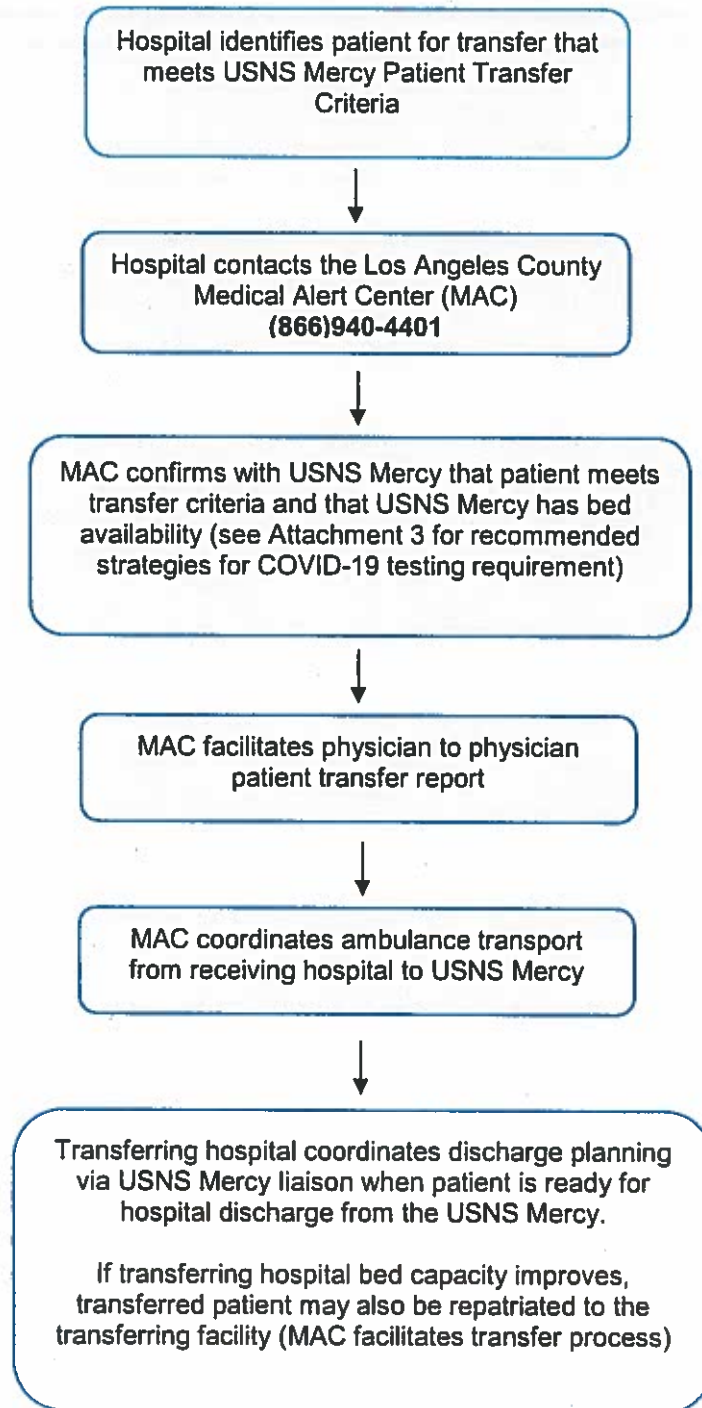 Hospital identifies patient for transfer that
meets USNS Mercy Patient Transfer
Criteria
Hospital contacts the Los Angeles County
Medical Alert Center (MAC)
(866)940-4401
MAC confirms with USNS Mercy that patient meets
transfer criteria and that USNS Mercy has bed
availability (see Attachment 3 for recommended
strategies for COVID-19 testing requirement)
MAC facilitates physician to physician
patient transfer report
MAC coordinates ambulance transport
from receiving hospital to USNS Mercy
Transferring hospital coordinates discharge planning
via USNS Mercy liaison when patient is ready for
hospital discharge from the USNS Mercy.
If transferring hospital bed capacity improves,
transferred patient may also be repatriated to the
transferring facility (MAC facilitates transfer process)